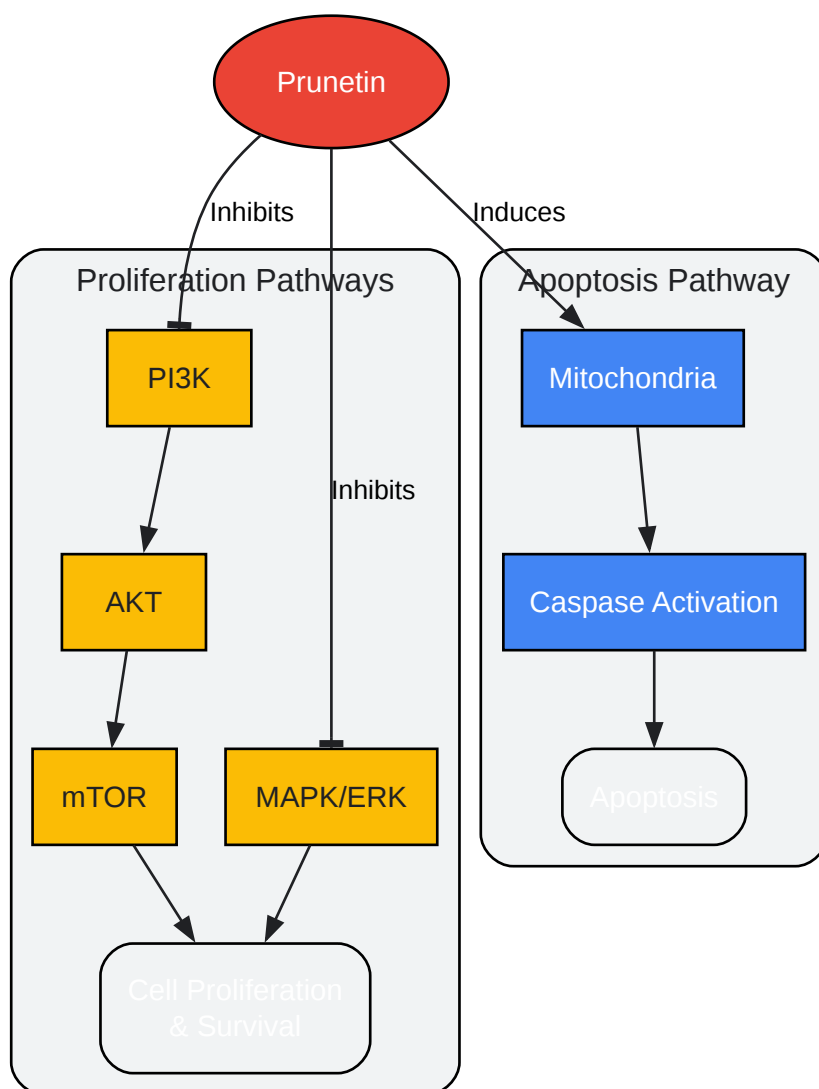 Prunetin
Inhibits
Induces
Proliferation Pathways
Apoptosis Pathway
PI3K
Mitochondria
Inhibits
AKT
Caspase Activation
mTOR
MAPK/ERK
Apoptosis
Cell Proliferation
& Survival